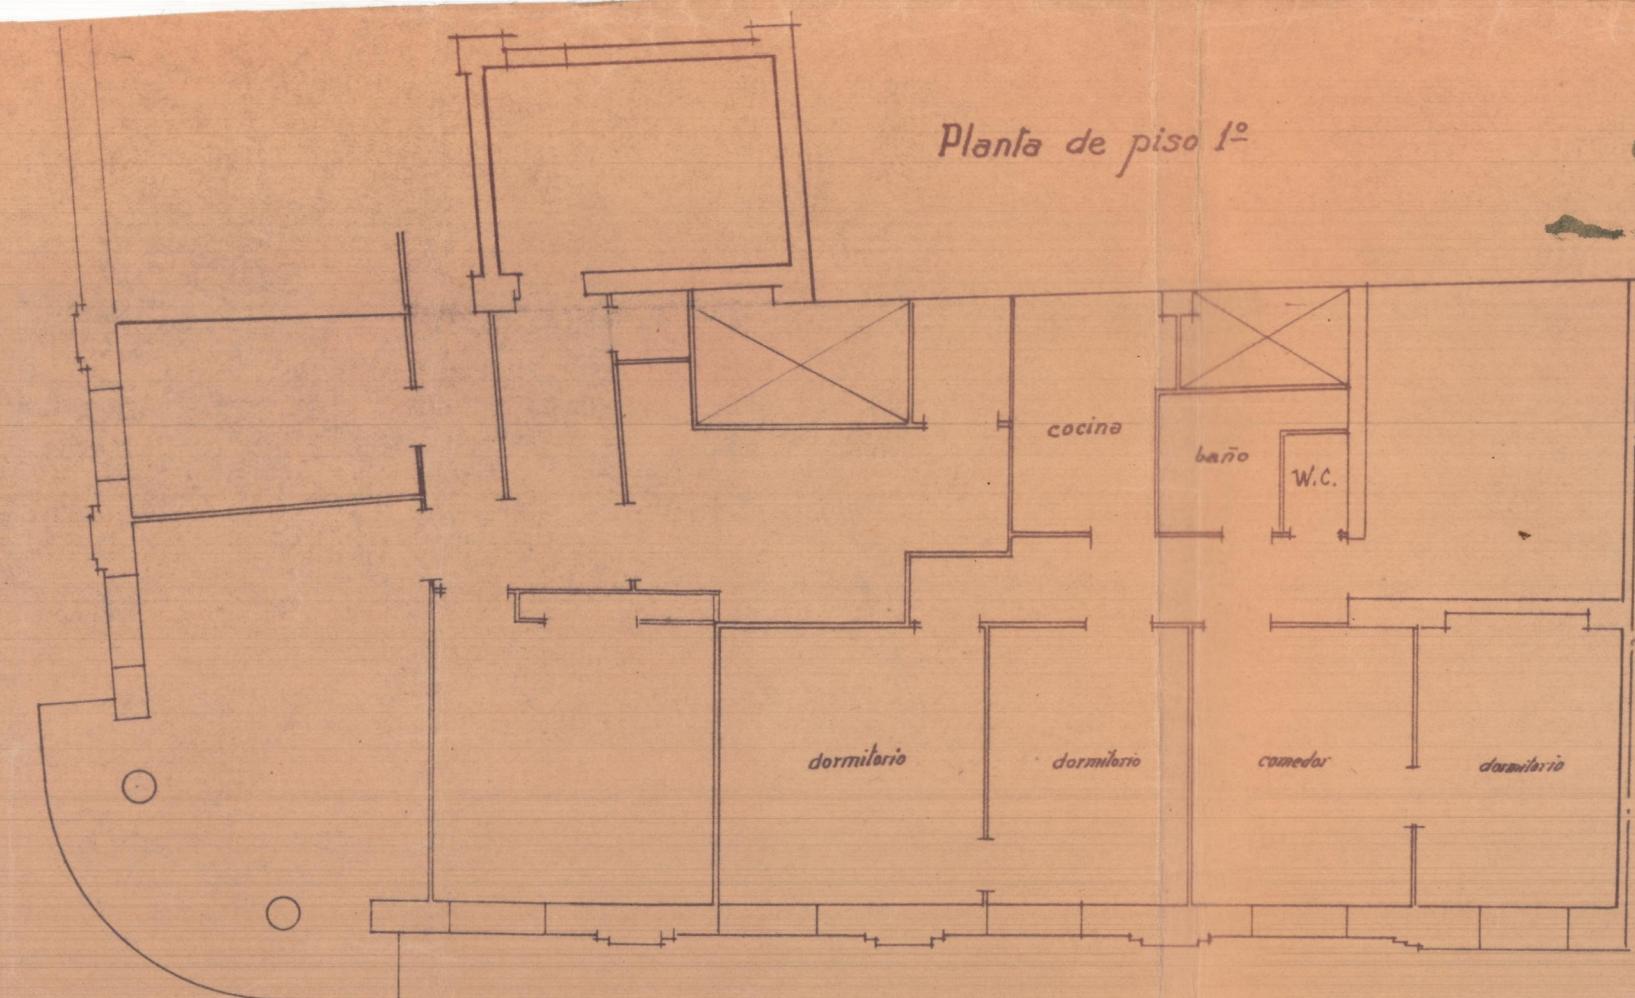 Planta de piso 1º
cocina
baño
W.C.
dormitorio
dormitorio
comedor
dormitorio